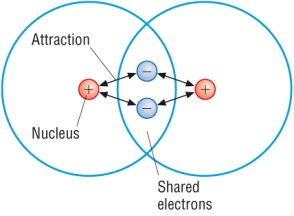 Attraction
−
+
+
−
Nucleus
Shared
electrons